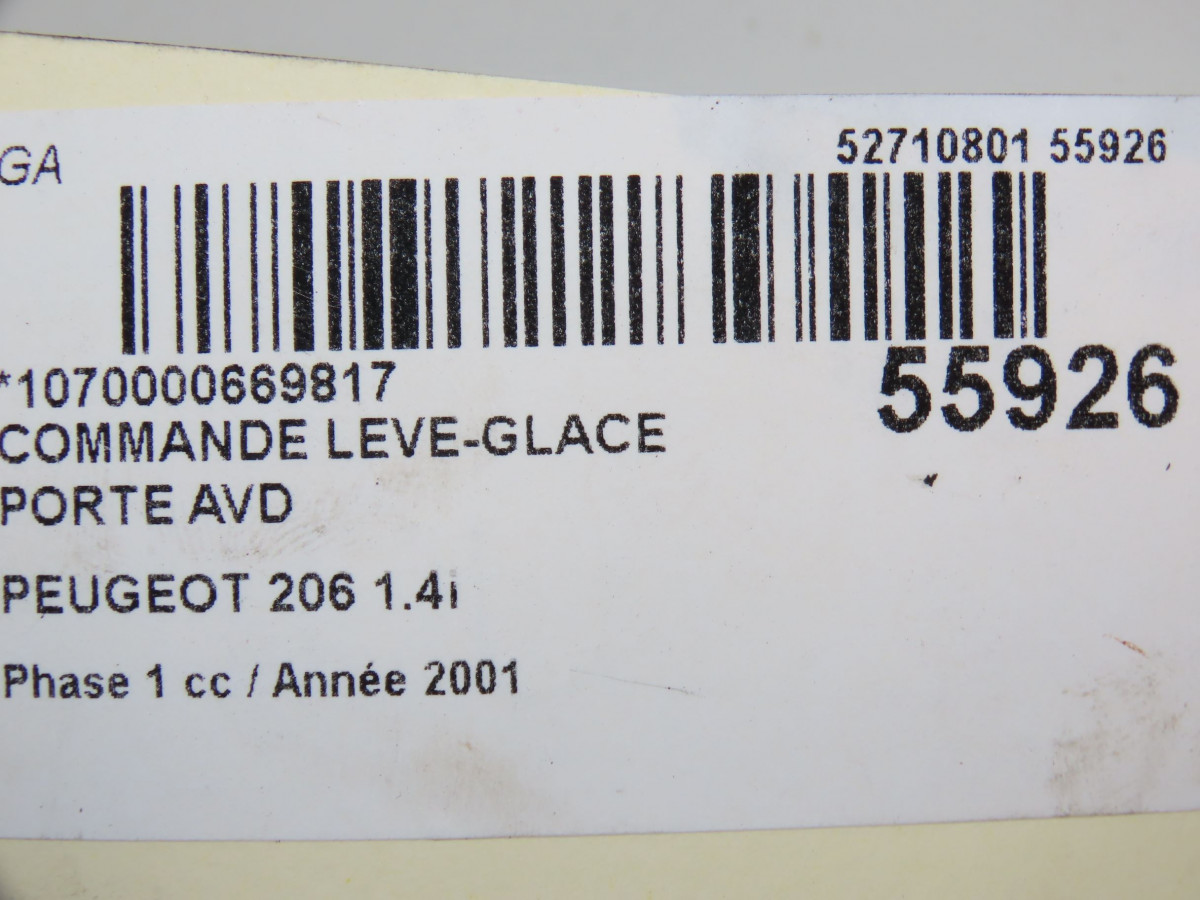 GA
52710801 55926
*1070000669817
55926
COMMANDE LEVE-GLACE
PORTE AVD
PEUGEOT 206 1.4i
Phase 1 cc / Année 2001